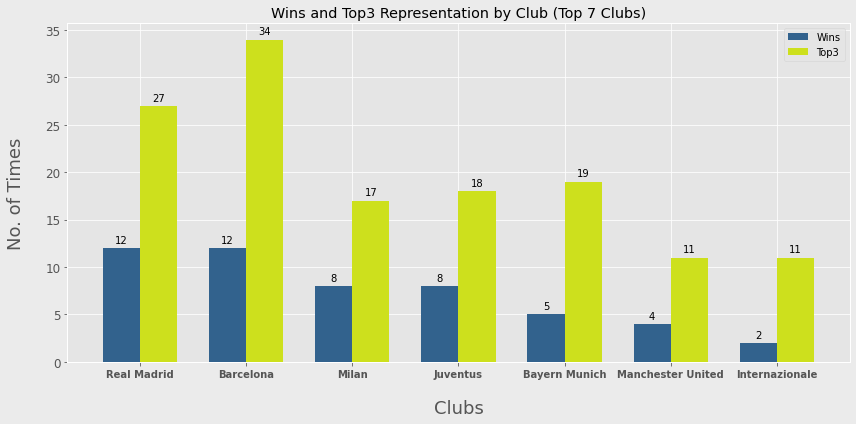 Wins and Top3 Representation by Club (Top 7 Clubs)
Wins
Top3
No. of Times
35
30
25
20
15
10
5
0
12
27
12
34
8
17
8
18
5
19
4
11
2
11
Real Madrid
Barcelona
Milan
Juventus
Bayern Munich
Manchester United
Internazionale
Clubs